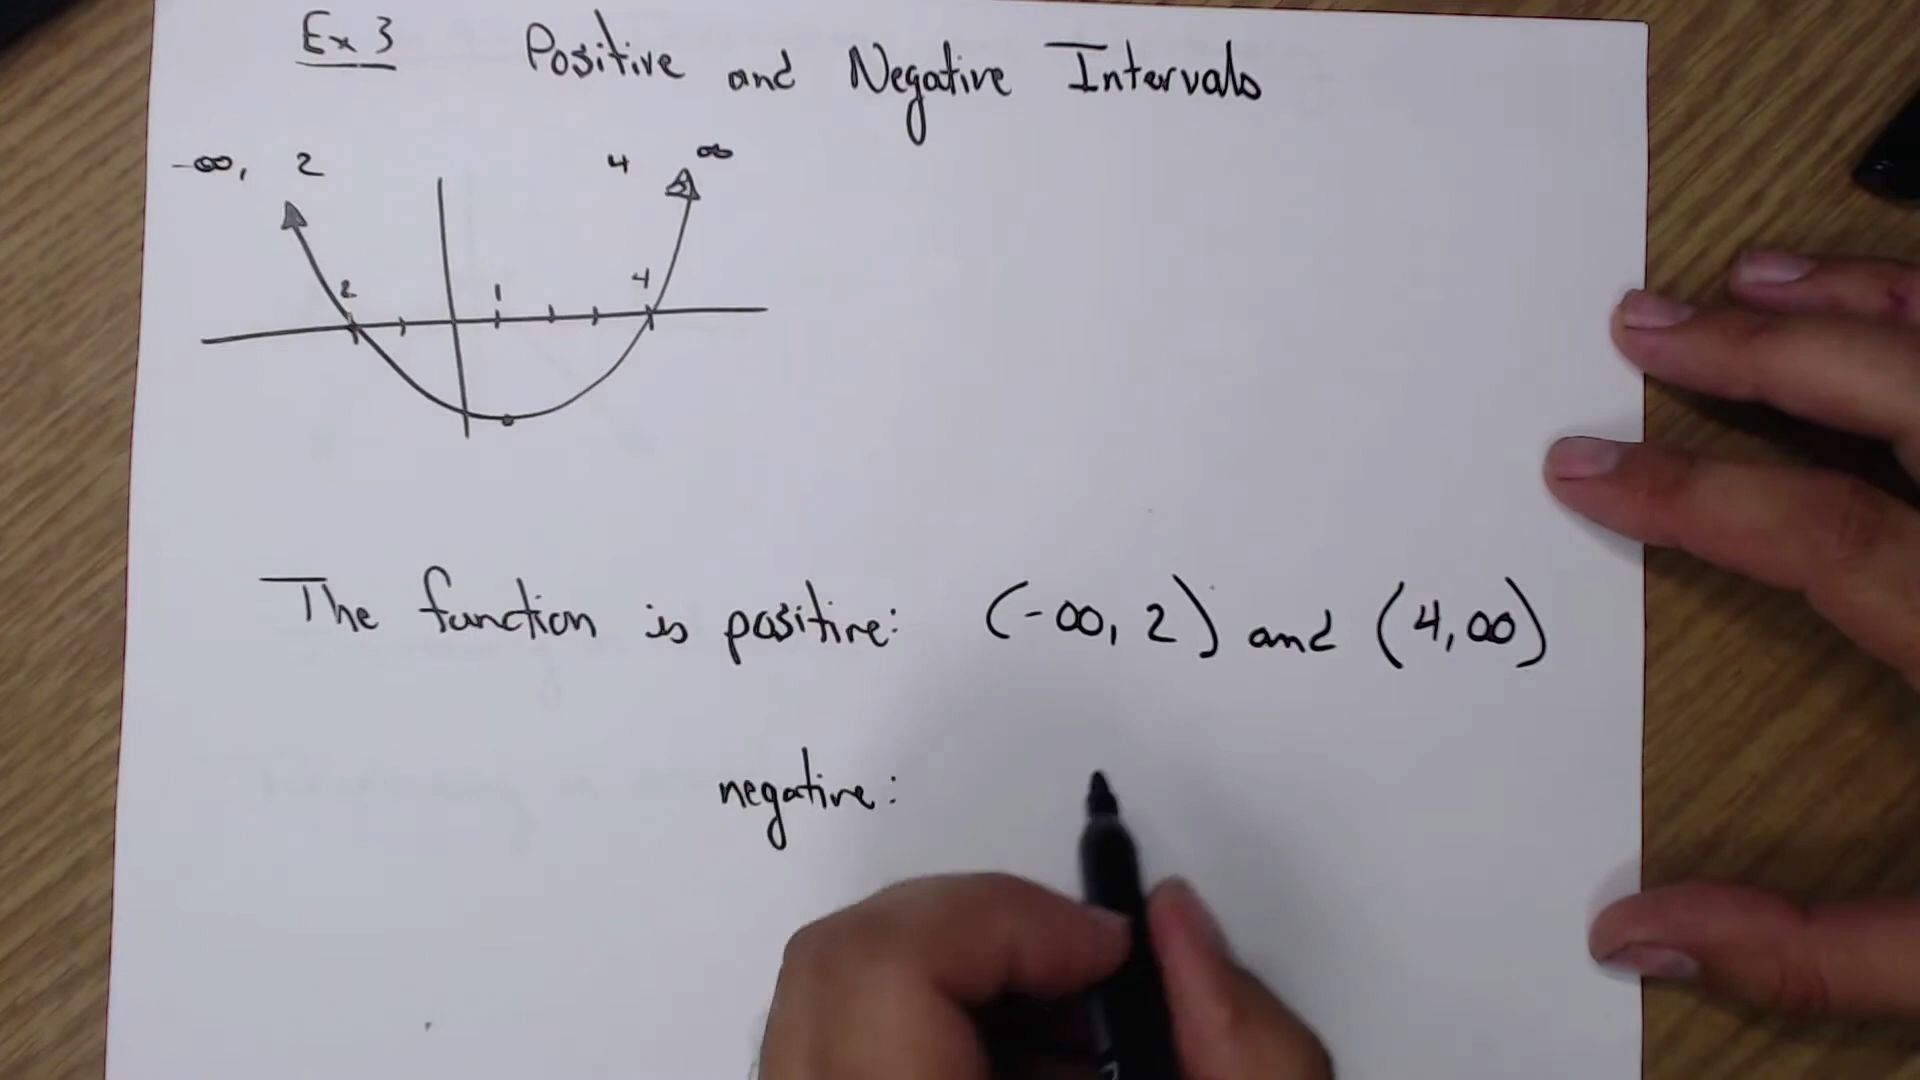 Ex 3 Positive and Negative Intervals
-∞, 2 4 ∞
2 1 4
The function is positive: (-∞, 2) and (4, ∞)
negative: